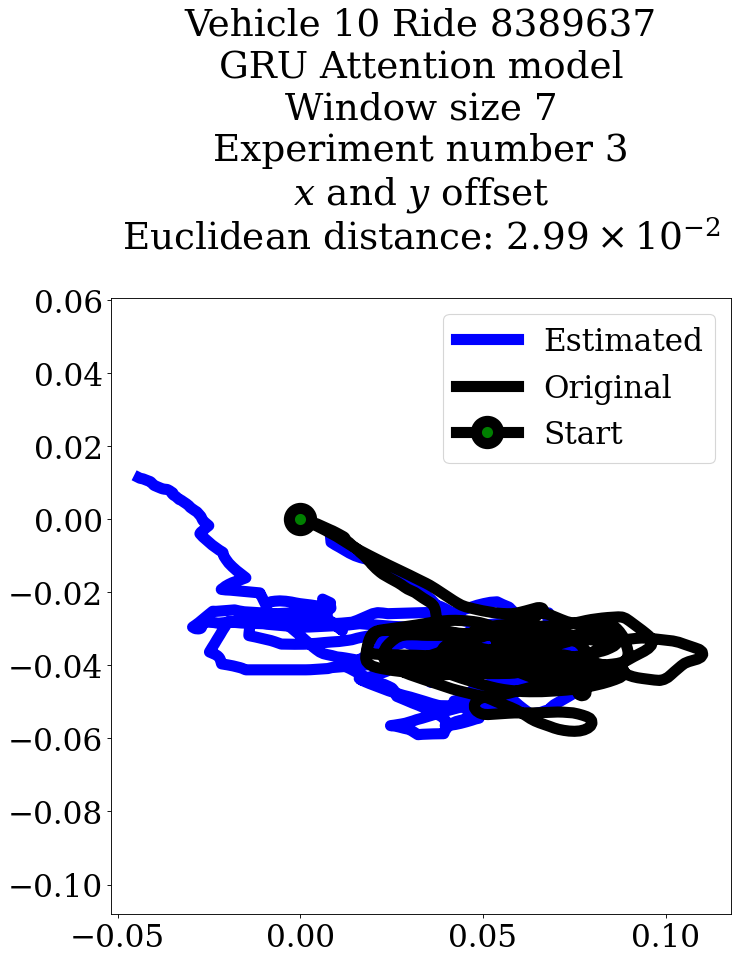 Vehicle 10 Ride 8389637
GRU Attention model
Window size 7
Experiment number 3
x and y offset
Euclidean distance: 2.99 × 10⁻²
0.06
Estimated
0.04
Original
0.02
Start
0.00
−0.02
−0.04
−0.06
−0.08
−0.10
−0.05 0.00 0.05 0.10